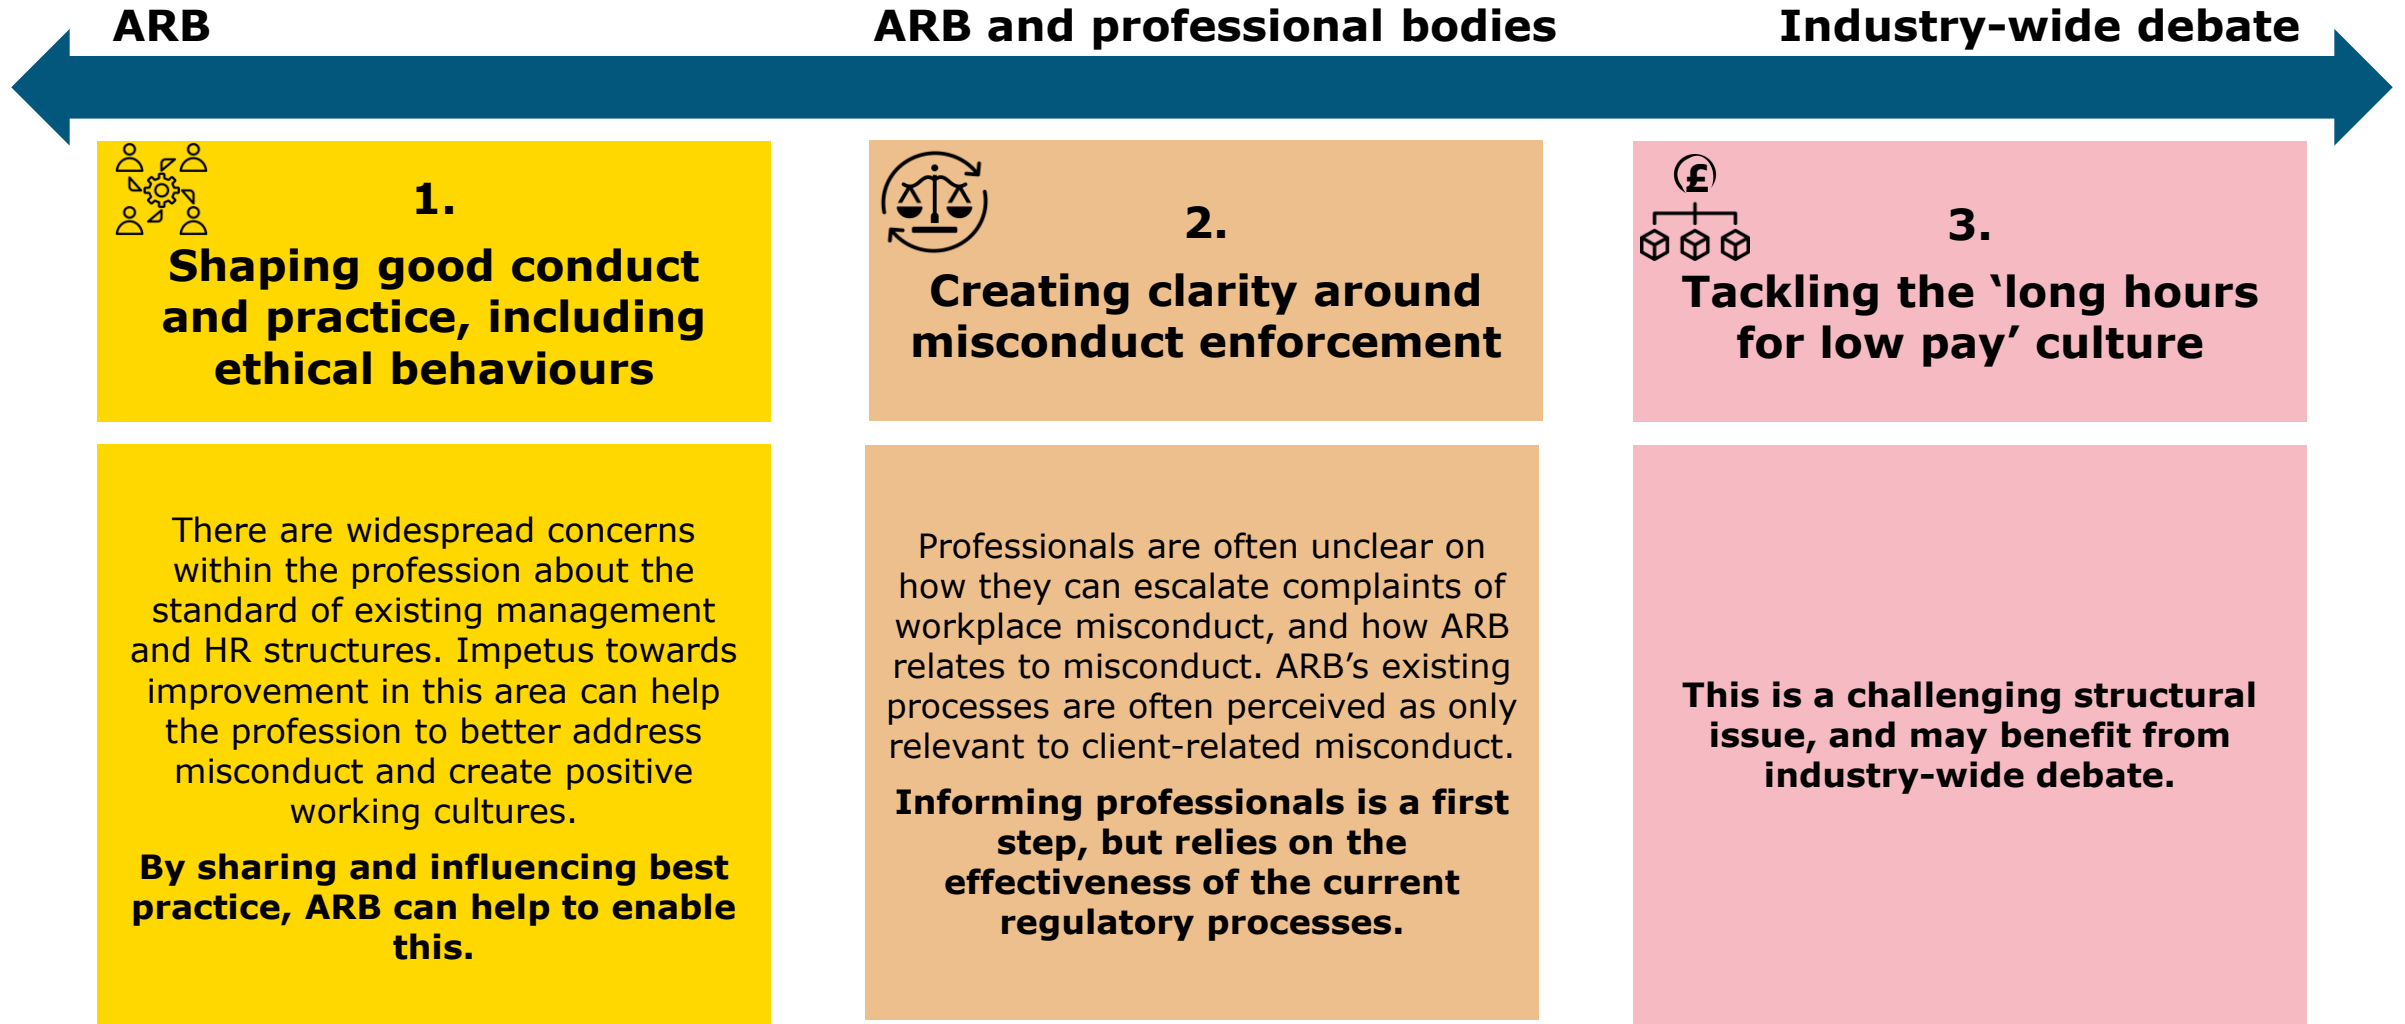 ARB
ARB and professional bodies
Industry-wide debate
1.
Shaping good conduct
and practice, including
ethical behaviours
There are widespread concerns
within the profession about the
standard of existing management
and HR structures. Impetus towards
improvement in this area can help
the profession to better address
misconduct and create positive
working cultures.
By sharing and influencing best
practice, ARB can help to enable
this.
2.
Creating clarity around
misconduct enforcement
Professionals are often unclear on
how they can escalate complaints of
workplace misconduct, and how ARB
relates to misconduct. ARB’s existing
processes are often perceived as only
relevant to client-related misconduct.
Informing professionals is a first
step, but relies on the
effectiveness of the current
regulatory processes.
£
3.
Tackling the ‘long hours
for low pay’ culture
This is a challenging structural
issue, and may benefit from
industry-wide debate.